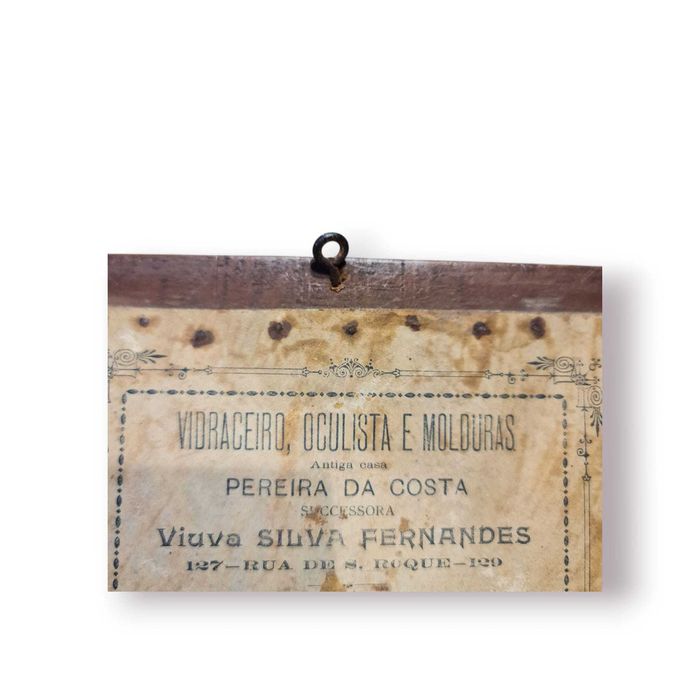 VIDRACEIRO, OCULISTA E MOLDURAS
Antiga casa
PEREIRA DA COSTA
SUCCESSORA
Viuva SILVA FERNANDES
127—RUA DE S. ROQUE—129